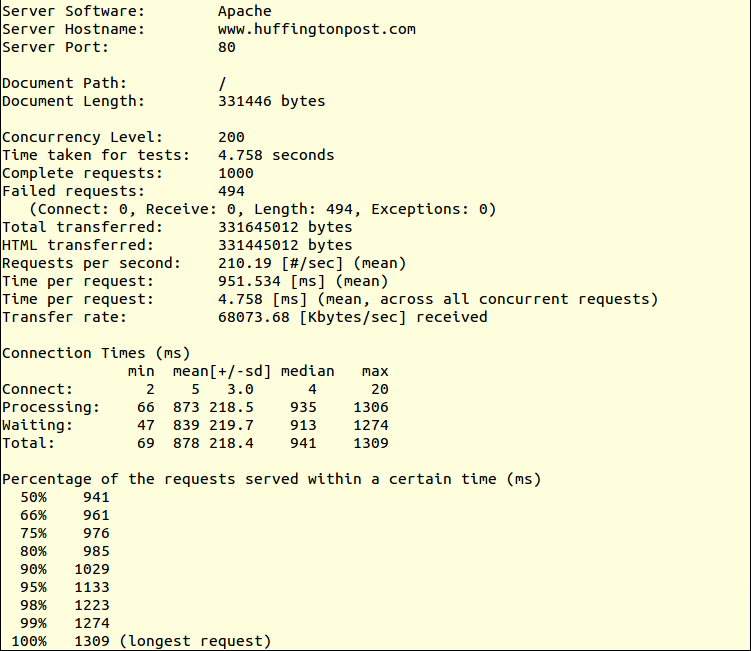 Server Software:        Apache
Server Hostname:        www.huffingtonpost.com
Server Port:            80

Document Path:          /
Document Length:        331446 bytes

Concurrency Level:      200
Time taken for tests:   4.758 seconds
Complete requests:      1000
Failed requests:        494
   (Connect: 0, Receive: 0, Length: 494, Exceptions: 0)
Total transferred:      331645012 bytes
HTML transferred:       331445012 bytes
Requests per second:    210.19 [#/sec] (mean)
Time per request:       951.534 [ms] (mean)
Time per request:       4.758 [ms] (mean, across all concurrent requests)
Transfer rate:          68073.68 [Kbytes/sec] received

Connection Times (ms)
              min  mean[+/-sd] median   max
Connect:        2    5   3.0      4      20
Processing:    66  873 218.5    935    1306
Waiting:       47  839 219.7    913    1274
Total:         69  878 218.4    941    1309

Percentage of the requests served within a certain time (ms)
  50%    941
  66%    961
  75%    976
  80%    985
  90%   1029
  95%   1133
  98%   1223
  99%   1274
 100%   1309 (longest request)